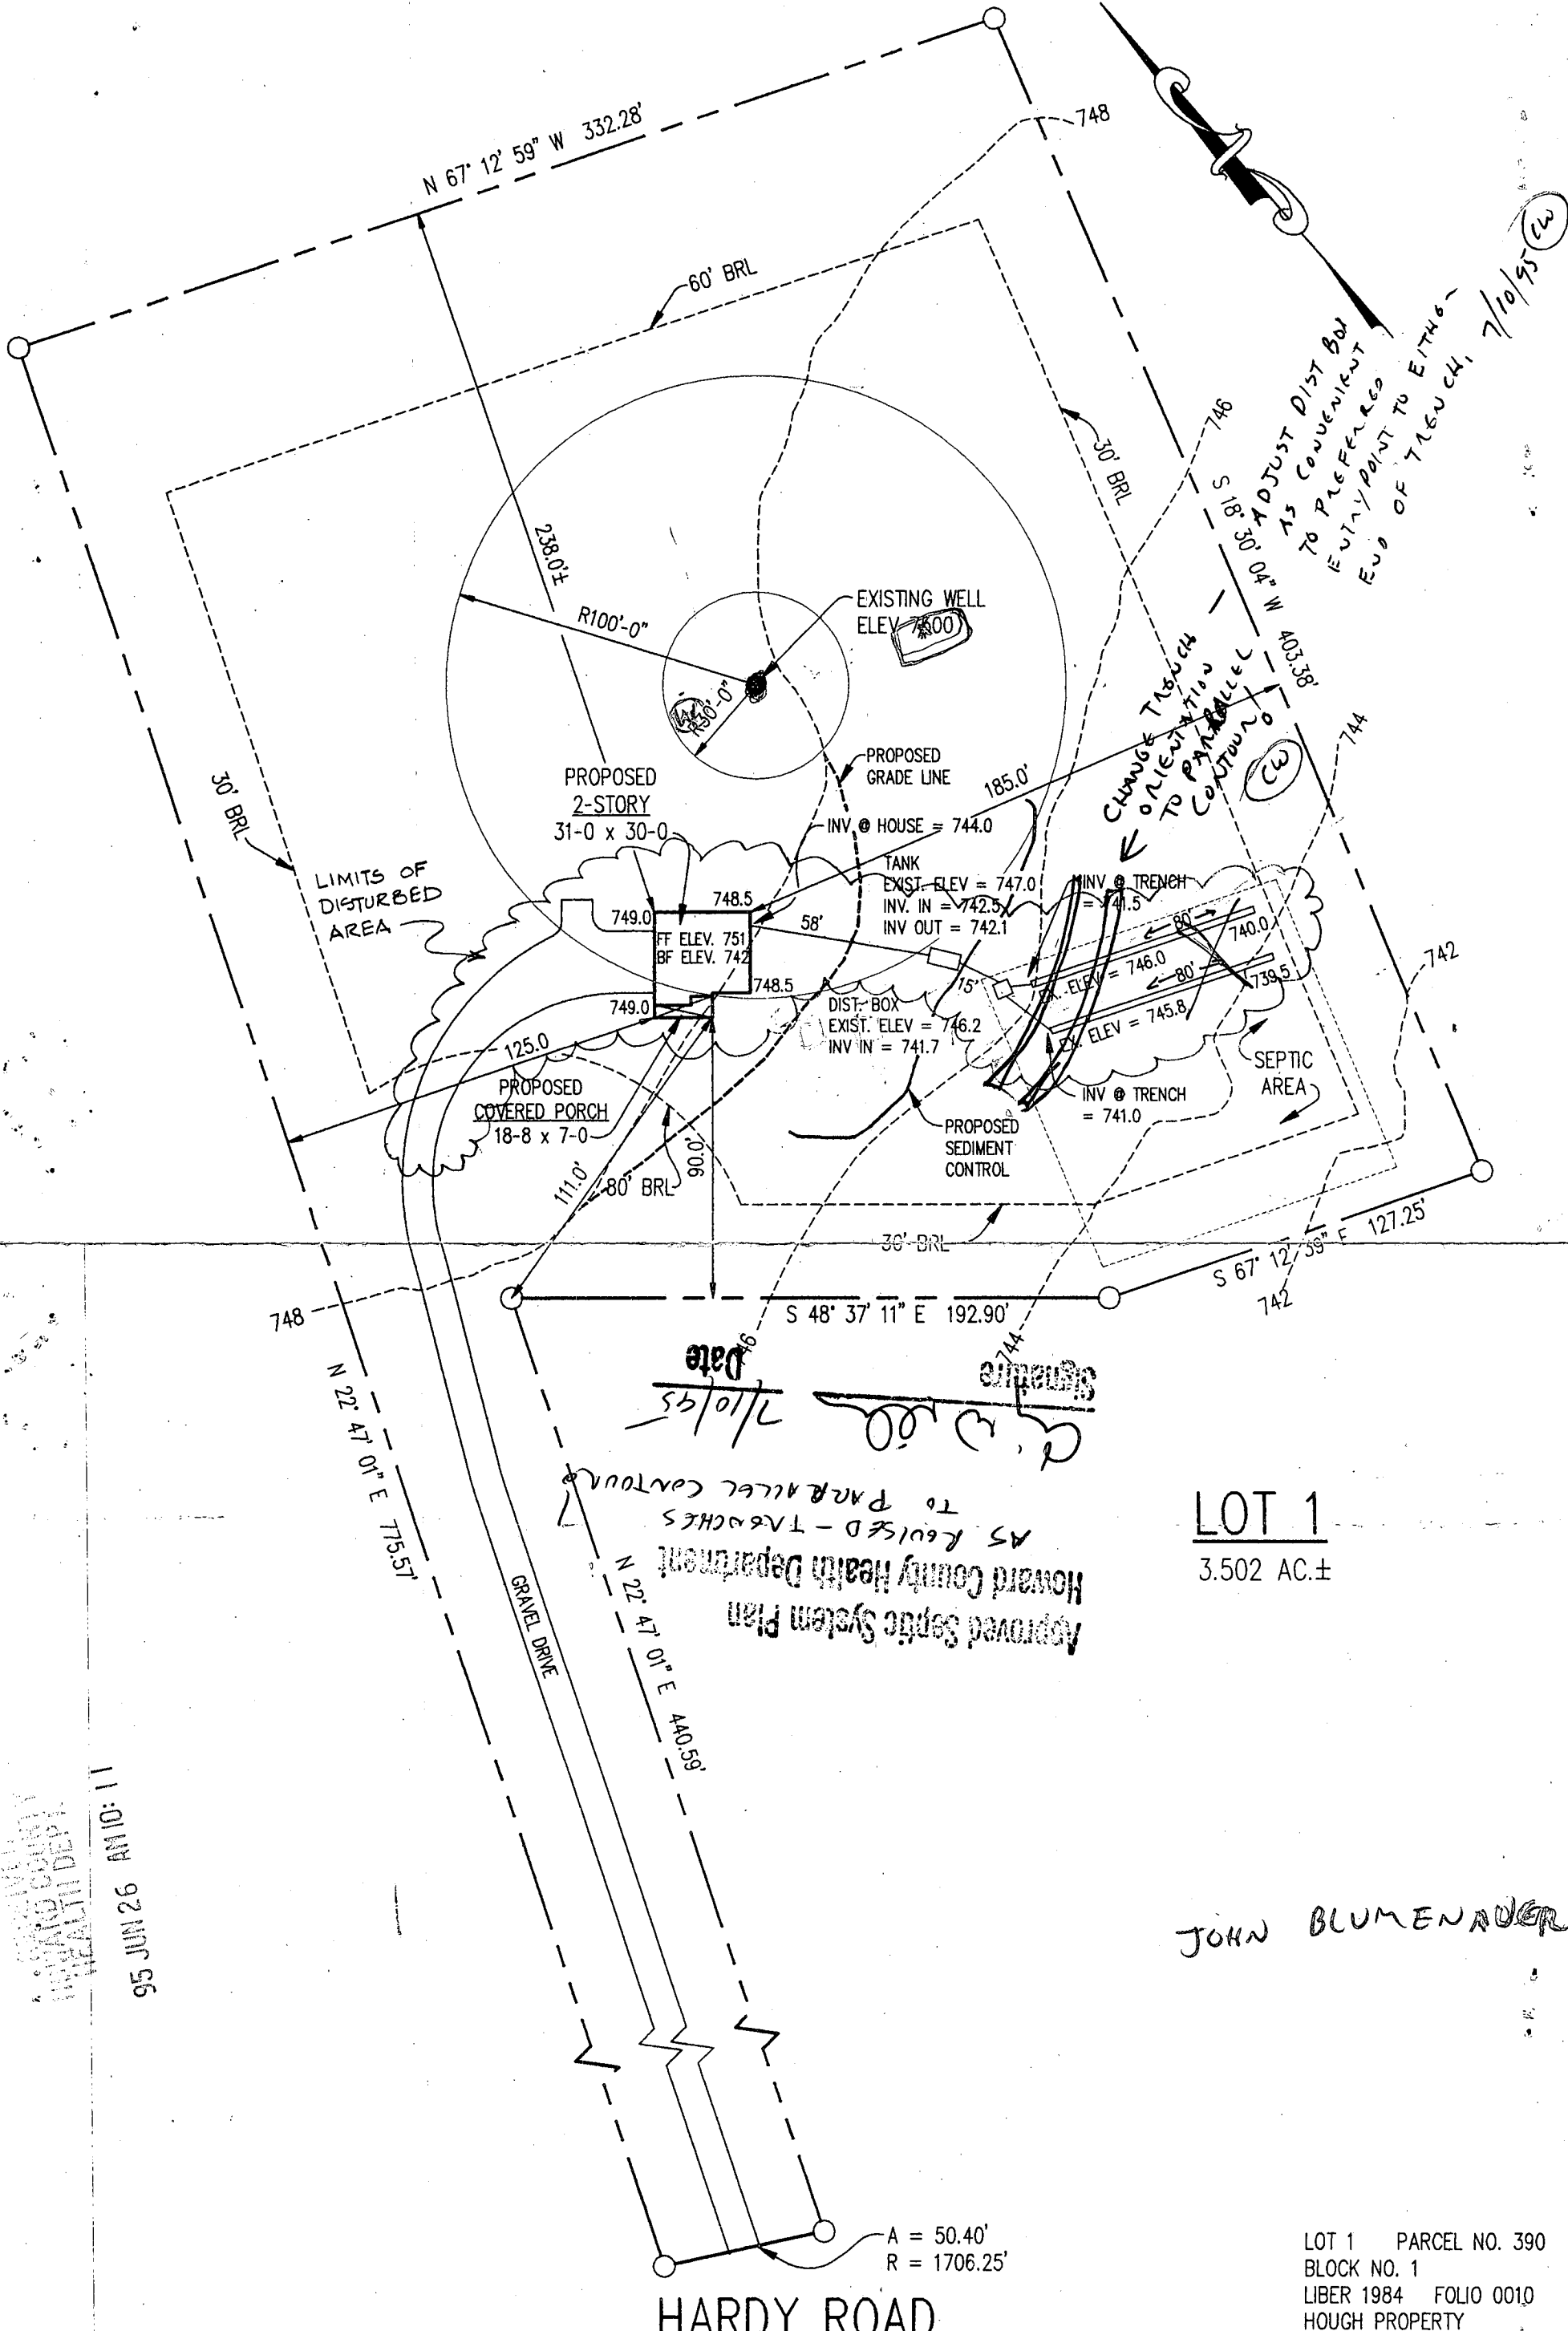 N 67° 12' 59" W 332.28'
748
60' BRL
30' BRL
746
S 18° 30' 04" W 403.38'
ADJUST DIST BOX
AS CONVENIENT
TO PREFERRED
ENTRY POINT TO EITHER
END OF TRENCH, 7/10/95 CW
238.0'±
R100'-0"
EXISTING WELL
ELEV
R30'-0"
CHANGE TRENCH
ORIENTATION
TO PARALLEL
CONTOUR
CW
744
PROPOSED
GRADE LINE
185.0'
PROPOSED
2-STORY
31-0 x 30-0
INV @ HOUSE = 744.0
30' BRL
LIMITS OF
DISTURBED
AREA
TANK
EXIST. ELEV = 747.0
INV. IN = 742.5
INV OUT = 742.1
INV @ TRENCH
= 741.5
749.0
748.5
FF ELEV. 751
BF ELEV. 742
58'
80'
740.0
742
EX. ELEV = 746.0
748.5
749.0
15'
80'
739.5
DIST. BOX
EXIST. ELEV = 746.2
INV IN = 741.7
EX. ELEV = 745.8
125.0
SEPTIC
AREA
PROPOSED
COVERED PORCH
18-8 x 7-0
INV @ TRENCH
= 741.0
PROPOSED
SEDIMENT
CONTROL
111.0'
80' BRL
90.0'
30' BRL
S 67° 12' 39" E 127.25'
742
748
S 48° 37' 11" E 192.90'
746
744
Approved Septic System Plan
Howard County Health Department
AS REVISED - TRENCHES
TO PARALLEL CONTOUR
7/10/95
Signature
Date
N 22° 47' 01" E 775.57'
N 22° 47' 01" E 440.59'
GRAVEL DRIVE
LOT 1
3.502 AC.±
HOWARD COUNTY
HEALTH DEPT.
95 JUN 26 AM 10: 11
JOHN BLUMENAUER
A = 50.40'
R = 1706.25'
HARDY ROAD
LOT 1 PARCEL NO. 390
BLOCK NO. 1
LIBER 1984 FOLIO 0010
HOUGH PROPERTY